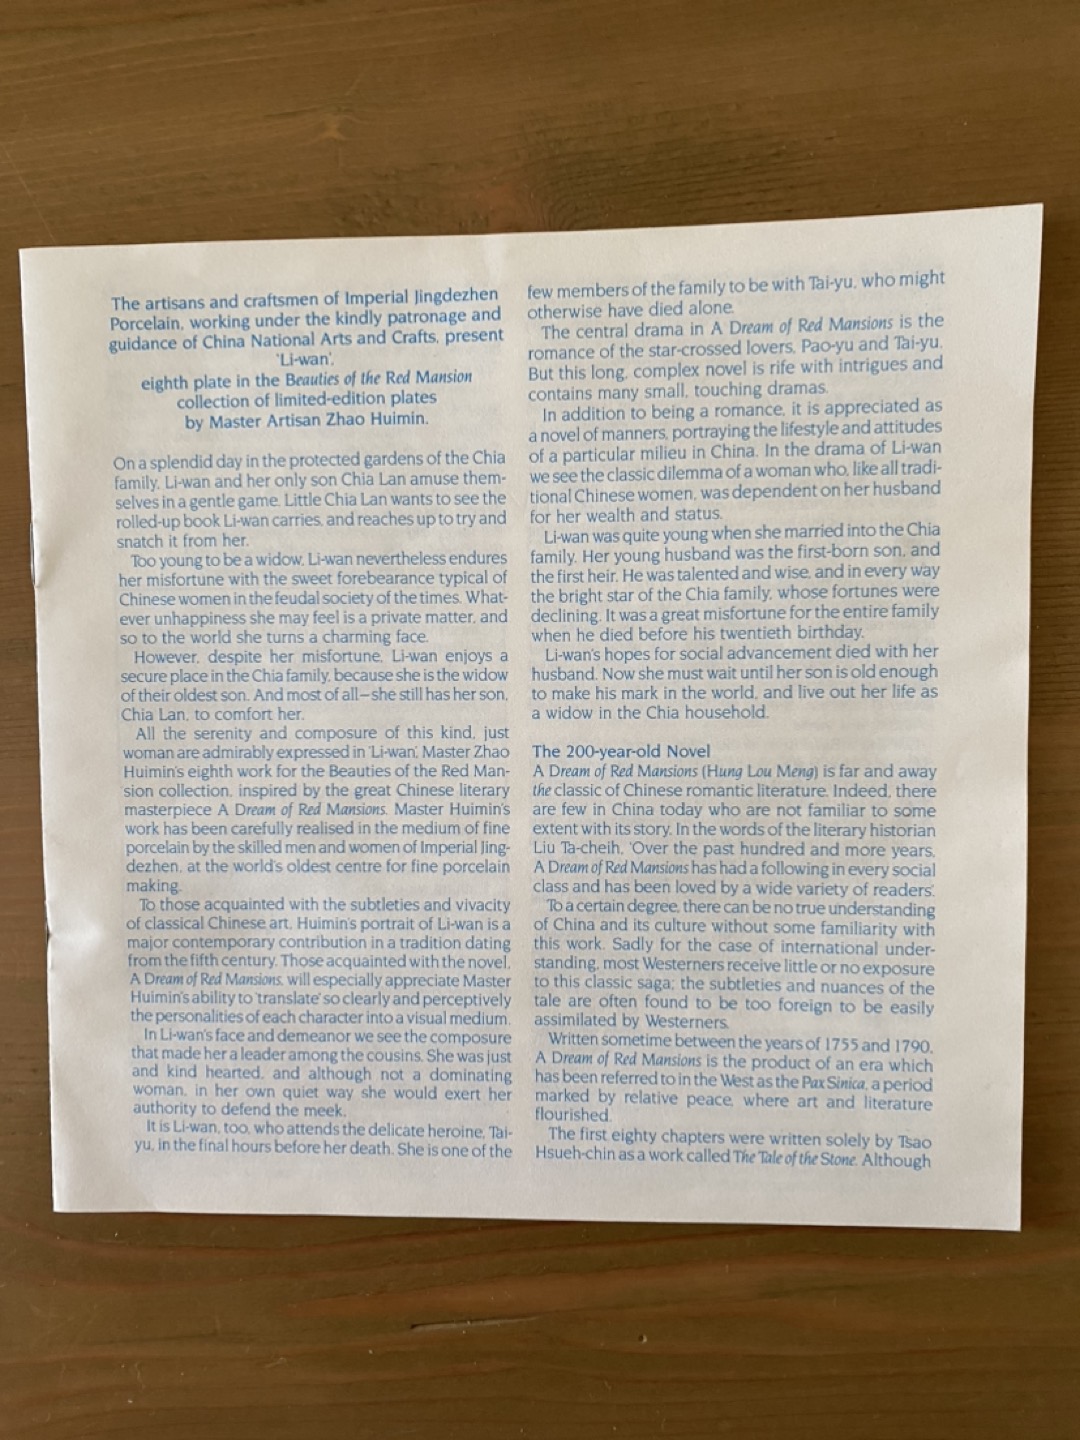 The artisans and craftsmen of Imperial Jingdezhen
Porcelain, working under the kindly patronage and
guidance of China National Arts and Crafts, present
'Li-wan',
eighth plate in the Beauties of the Red Mansion
collection of limited-edition plates
by Master Artisan Zhao Huimin.
On a splendid day in the protected gardens of the Chia
family, Li-wan and her only son Chia Lan amuse them-
selves in a gentle game. Little Chia Lan wants to see the
rolled-up book Li-wan carries, and reaches up to try and
snatch it from her.
Too young to be a widow, Li-wan nevertheless endures
her misfortune with the sweet forebearance typical of
Chinese women in the feudal society of the times. What-
ever unhappiness she may feel is a private matter, and
so to the world she turns a charming face.
However, despite her misfortune, Li-wan enjoys a
secure place in the Chia family, because she is the widow
of their oldest son. And most of all—she still has her son,
Chia Lan, to comfort her.
All the serenity and composure of this kind, just
woman are admirably expressed in 'Li-wan', Master Zhao
Huimin's eighth work for the Beauties of the Red Man-
sion collection, inspired by the great Chinese literary
masterpiece A Dream of Red Mansions. Master Huimin's
work has been carefully realised in the medium of fine
porcelain by the skilled men and women of Imperial Jing-
dezhen, at the world's oldest centre for fine porcelain
making.
To those acquainted with the subtleties and vivacity
of classical Chinese art, Huimin's portrait of Li-wan is a
major contemporary contribution in a tradition dating
from the fifth century. Those acquainted with the novel,
A Dream of Red Mansions, will especially appreciate Master
Huimin's ability to 'translate' so clearly and perceptively
the personalities of each character into a visual medium.
In Li-wan's face and demeanor we see the composure
that made her a leader among the cousins. She was just
and kind hearted, and although not a dominating
woman, in her own quiet way she would exert her
authority to defend the meek.
It is Li-wan, too, who attends the delicate heroine, Tai-
yu, in the final hours before her death. She is one of the
few members of the family to be with Tai-yu, who might
otherwise have died alone.
The central drama in A Dream of Red Mansions is the
romance of the star-crossed lovers, Pao-yu and Tai-yu.
But this long, complex novel is rife with intrigues and
contains many small, touching dramas.
In addition to being a romance, it is appreciated as
a novel of manners, portraying the lifestyle and attitudes
of a particular milieu in China. In the drama of Li-wan
we see the classic dilemma of a woman who, like all tradi-
tional Chinese women, was dependent on her husband
for her wealth and status.
Li-wan was quite young when she married into the Chia
family. Her young husband was the first-born son, and
the first heir. He was talented and wise, and in every way
the bright star of the Chia family, whose fortunes were
declining. It was a great misfortune for the entire family
when he died before his twentieth birthday.
Li-wan's hopes for social advancement died with her
husband. Now she must wait until her son is old enough
to make his mark in the world, and live out her life as
a widow in the Chia household.
The 200-year-old Novel
A Dream of Red Mansions (Hung Lou Meng) is far and away
the classic of Chinese romantic literature. Indeed, there
are few in China today who are not familiar to some
extent with its story. In the words of the literary historian
Liu Ta-cheih, 'Over the past hundred and more years,
A Dream of Red Mansions has had a following in every social
class and has been loved by a wide variety of readers'.
To a certain degree, there can be no true understanding
of China and its culture without some familiarity with
this work. Sadly for the case of international under-
standing, most Westerners receive little or no exposure
to this classic saga; the subtleties and nuances of the
tale are often found to be too foreign to be easily
assimilated by Westerners.
Written sometime between the years of 1755 and 1790,
A Dream of Red Mansions is the product of an era which
has been referred to in the West as the Pax Sinica, a period
marked by relative peace, where art and literature
flourished.
The first eighty chapters were written solely by Tsao
Hsueh-chin as a work called The Tale of the Stone. Although